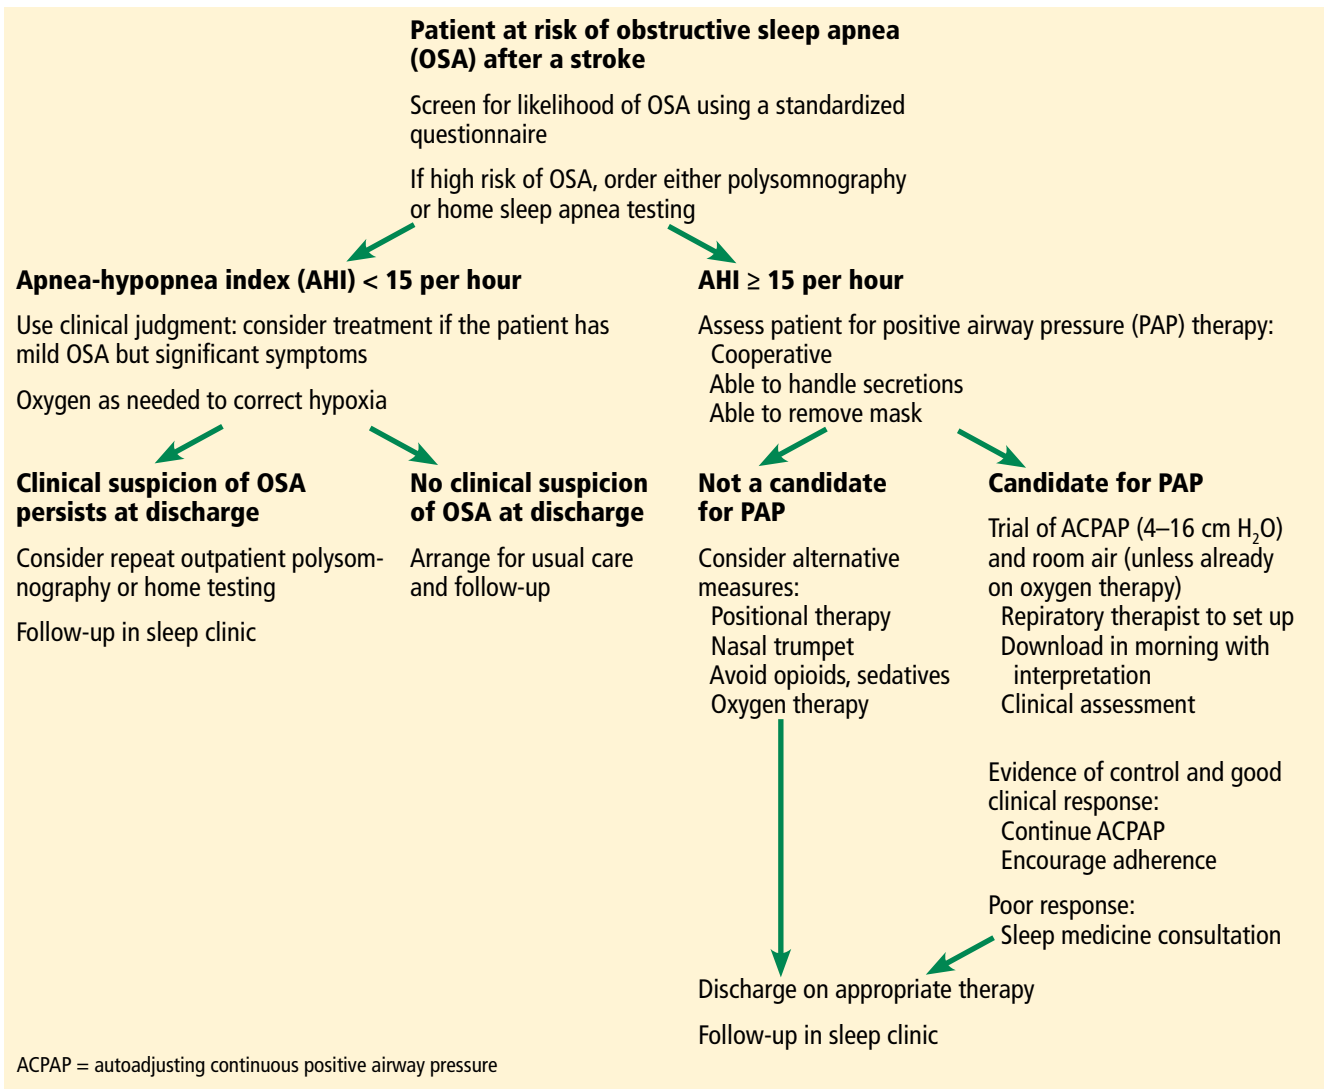 Patient at risk of obstructive sleep apnea
(OSA) after a stroke
Screen for likelihood of OSA using a standardized
questionnaire
If high risk of OSA, order either polysomnography
or home sleep apnea testing
Apnea-hypopnea index (AHI) < 15 per hour
Use clinical judgment: consider treatment if the patient has
mild OSA but significant symptoms
Oxygen as needed to correct hypoxia
AHI ≥ 15 per hour
Assess patient for positive airway pressure (PAP) therapy:
Cooperative
Able to handle secretions
Able to remove mask
Clinical suspicion of OSA
persists at discharge
Consider repeat outpatient polysom-
nography or home testing
Follow-up in sleep clinic
No clinical suspicion
of OSA at discharge
Arrange for usual care
and follow-up
Not a candidate
for PAP
Consider alternative
measures:
Positional therapy
Nasal trumpet
Avoid opioids, sedatives
Oxygen therapy
Candidate for PAP
Trial of ACPAP (4–16 cm H₂O)
and room air (unless already
on oxygen therapy)
Repiratory therapist to set up
Download in morning with
interpretation
Clinical assessment
Evidence of control and good
clinical response:
Continue ACPAP
Encourage adherence
Poor response:
Sleep medicine consultation
Discharge on appropriate therapy
Follow-up in sleep clinic
ACPAP = autoadjusting continuous positive airway pressure